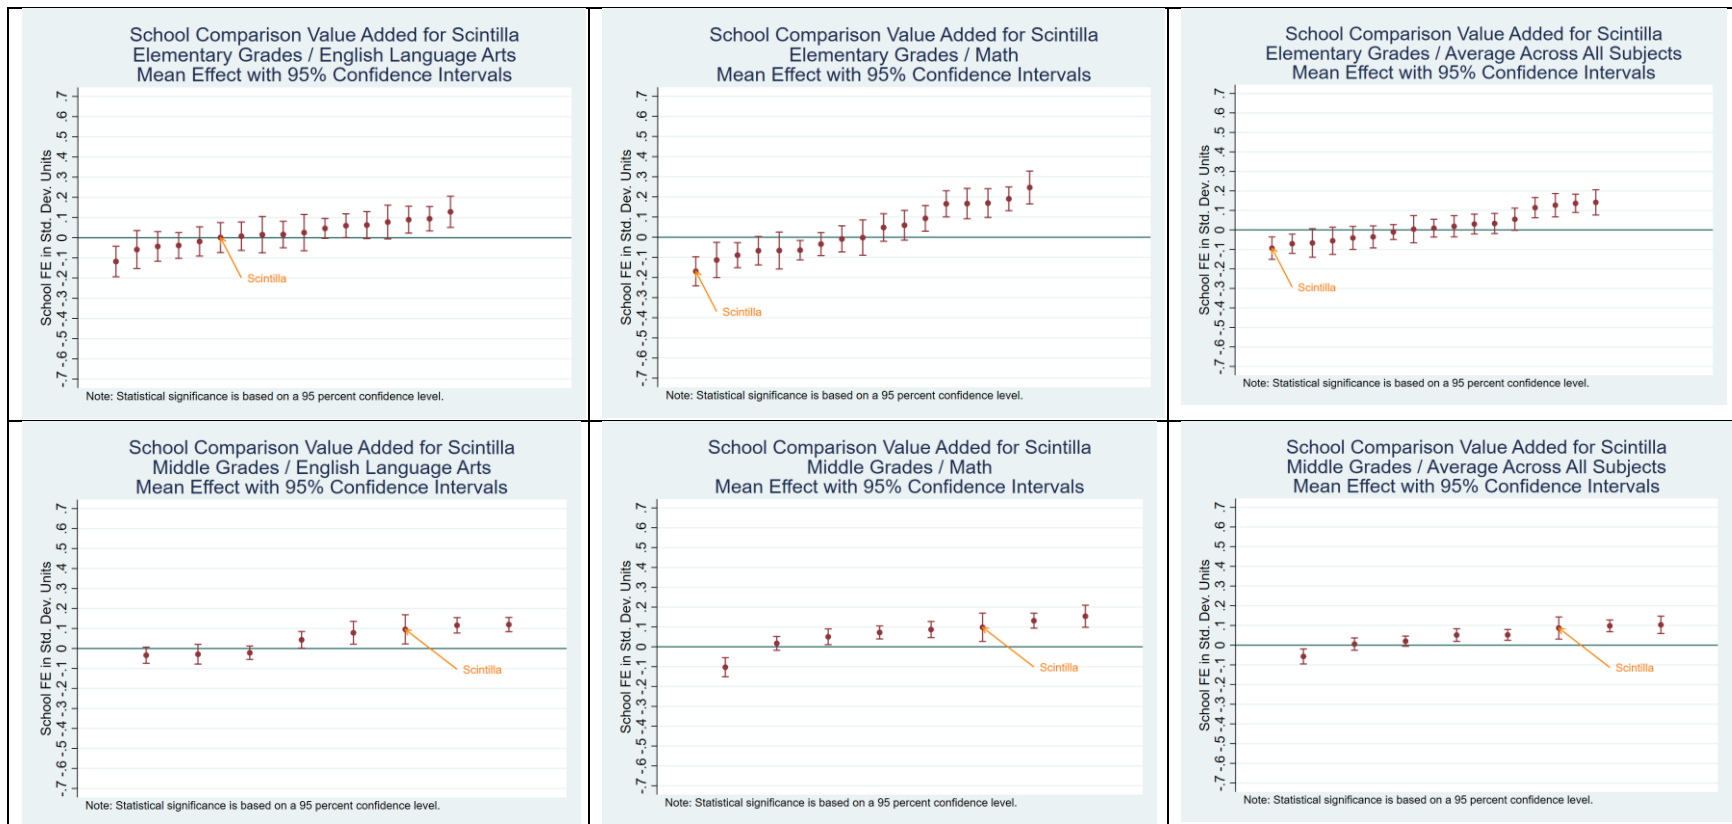 School Comparison Value Added for Scintilla
Elementary Grades / English Language Arts
Mean Effect with 95% Confidence Intervals
School FE in Std. Dev. Units
-.7 -.6 -.5 -.4 -.3 -.2 -.1 0 .1 .2 .3 .4 .5 .6 .7
Scintilla
Note: Statistical significance is based on a 95 percent confidence level.
School Comparison Value Added for Scintilla
Elementary Grades / Math
Mean Effect with 95% Confidence Intervals
School FE in Std. Dev. Units
-.7 -.6 -.5 -.4 -.3 -.2 -.1 0 .1 .2 .3 .4 .5 .6 .7
Scintilla
Note: Statistical significance is based on a 95 percent confidence level.
School Comparison Value Added for Scintilla
Elementary Grades / Average Across All Subjects
Mean Effect with 95% Confidence Intervals
School FE in Std. Dev. Units
-.7 -.6 -.5 -.4 -.3 -.2 -.1 0 .1 .2 .3 .4 .5 .6 .7
Scintilla
Note: Statistical significance is based on a 95 percent confidence level.
School Comparison Value Added for Scintilla
Middle Grades / English Language Arts
Mean Effect with 95% Confidence Intervals
School FE in Std. Dev. Units
-.7 -.6 -.5 -.4 -.3 -.2 -.1 0 .1 .2 .3 .4 .5 .6 .7
Scintilla
Note: Statistical significance is based on a 95 percent confidence level.
School Comparison Value Added for Scintilla
Middle Grades / Math
Mean Effect with 95% Confidence Intervals
School FE in Std. Dev. Units
-.7 -.6 -.5 -.4 -.3 -.2 -.1 0 .1 .2 .3 .4 .5 .6 .7
Scintilla
Note: Statistical significance is based on a 95 percent confidence level.
School Comparison Value Added for Scintilla
Middle Grades / Average Across All Subjects
Mean Effect with 95% Confidence Intervals
School FE in Std. Dev. Units
-.7 -.6 -.5 -.4 -.3 -.2 -.1 0 .1 .2 .3 .4 .5 .6 .7
Scintilla
Note: Statistical significance is based on a 95 percent confidence level.